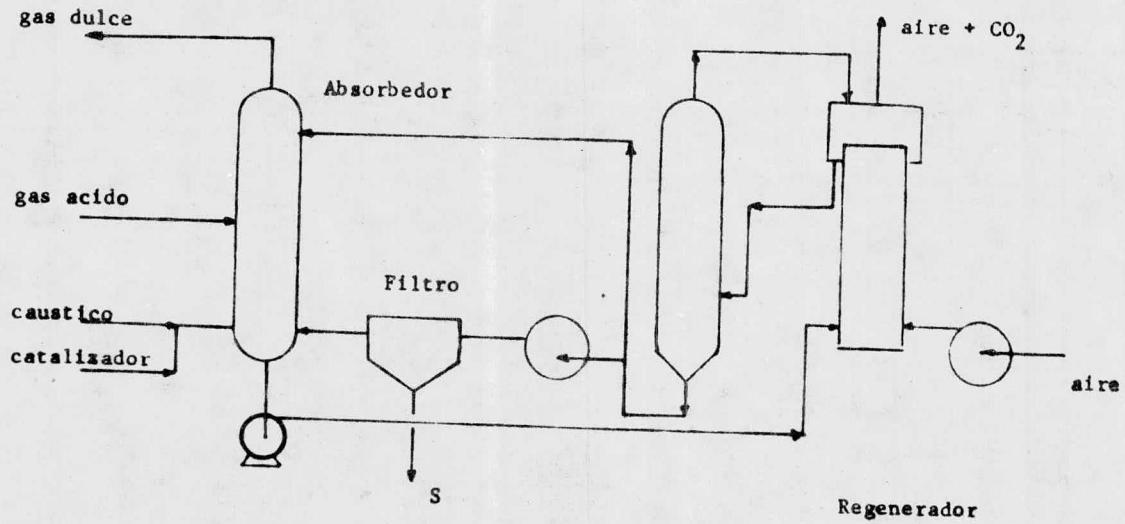 gas dulce
aire + CO2
Absorbedor
gas acido
Filtro
caustico
catalizador
aire
S
Regenerador